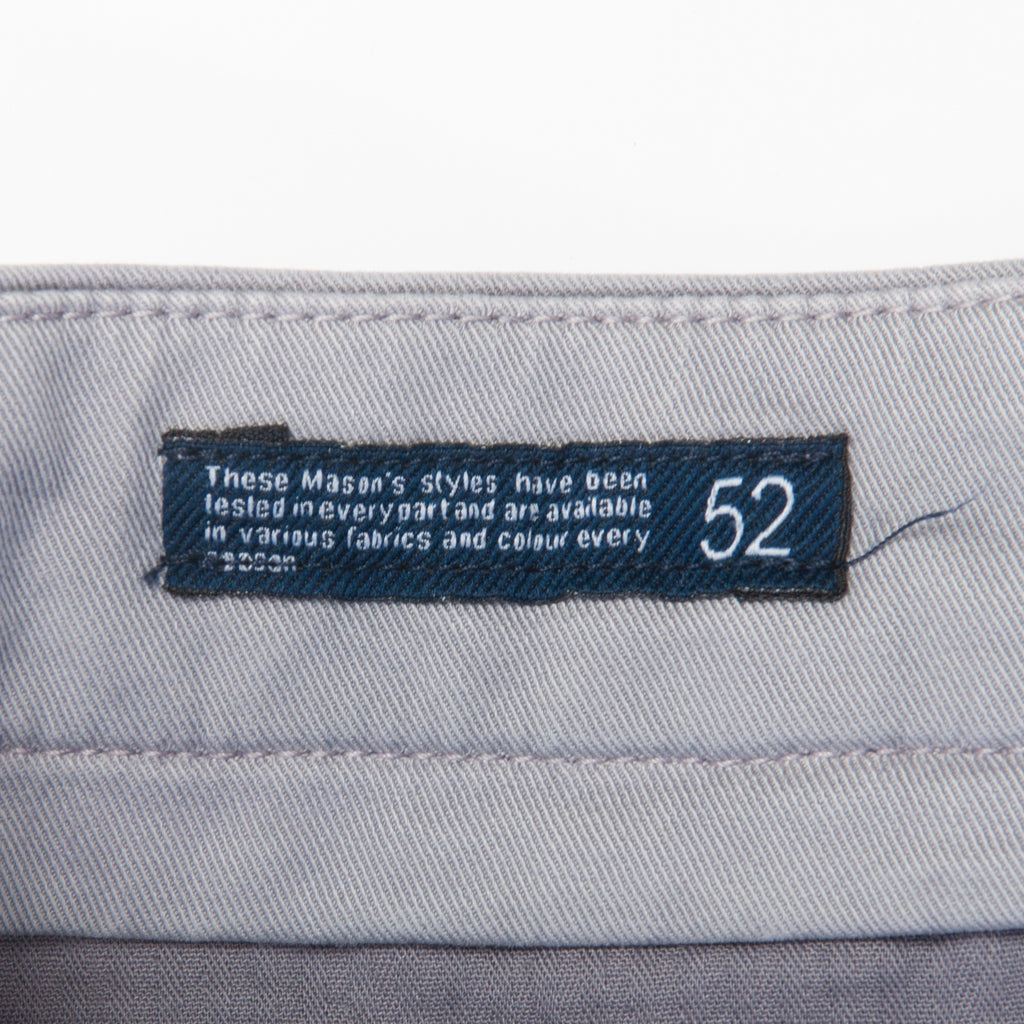 These Mason's styles have been
tested in every part and are available
in various fabrics and colour every
season
52